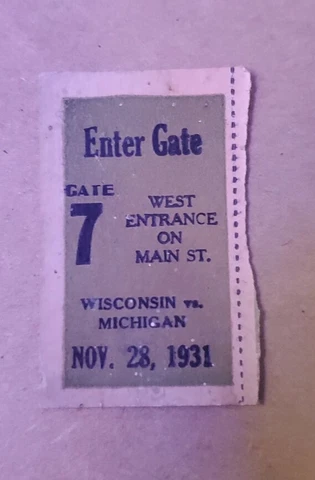 Enter Gate
GATE
7
WEST
ENTRANCE
ON
MAIN ST.
WISCONSIN vs.
MICHIGAN
NOV. 28, 1931